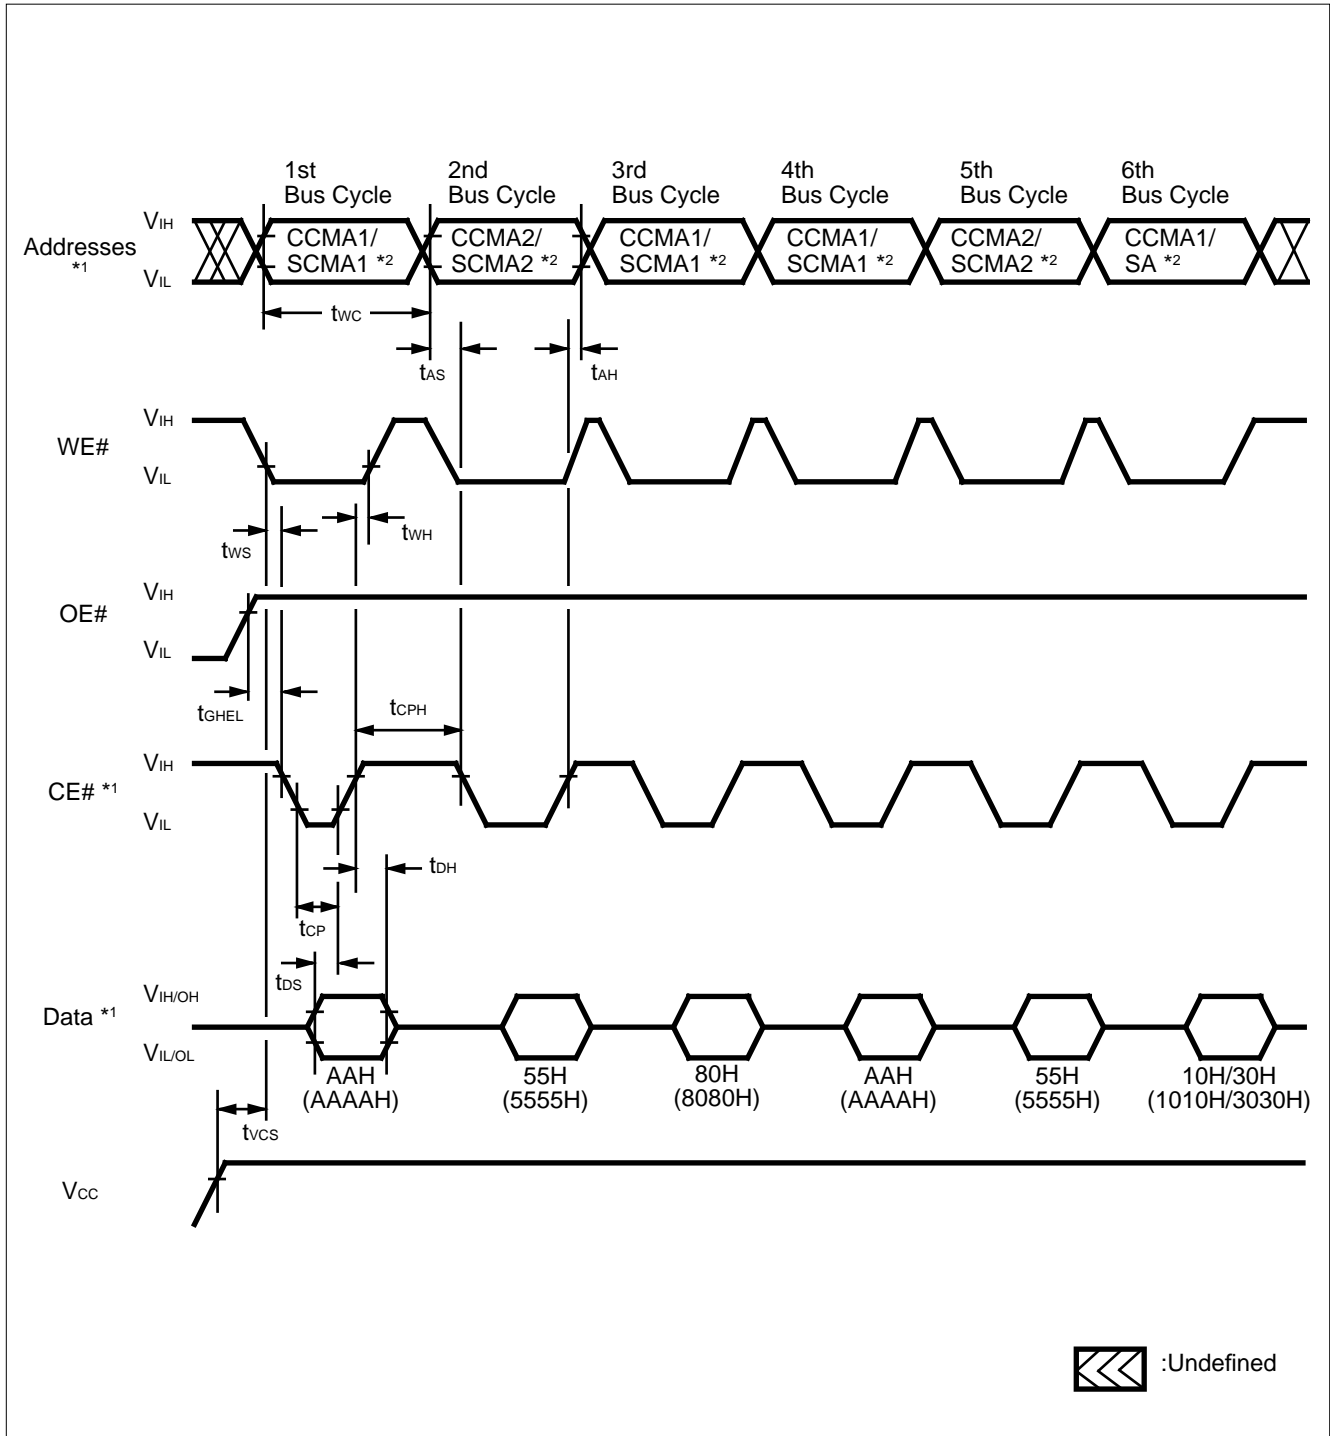 1st 2nd 3rd 4th 5th 6th
Bus Cycle Bus Cycle Bus Cycle Bus Cycle Bus Cycle Bus Cycle
VIH
Addresses
*1
VIL
CCMA1/ CCMA2/ CCMA1/ CCMA1/ CCMA2/ CCMA1/
SCMA1 *2 SCMA2 *2 SCMA1 *2 SCMA1 *2 SCMA2 *2 SA *2
tWC
tAS tAH
VIH
WE#
VIL
tWS tWH
VIH
OE#
VIL
tGHEL tCPH
VIH
CE# *1
VIL
tDH
tCP
tDS
VIH/OH
Data *1
VIL/OL
AAH 55H 80H AAH 55H 10H/30H
(AAAAH) (5555H) (8080H) (AAAAH) (5555H) (1010H/3030H)
tVCS
VCC
:Undefined